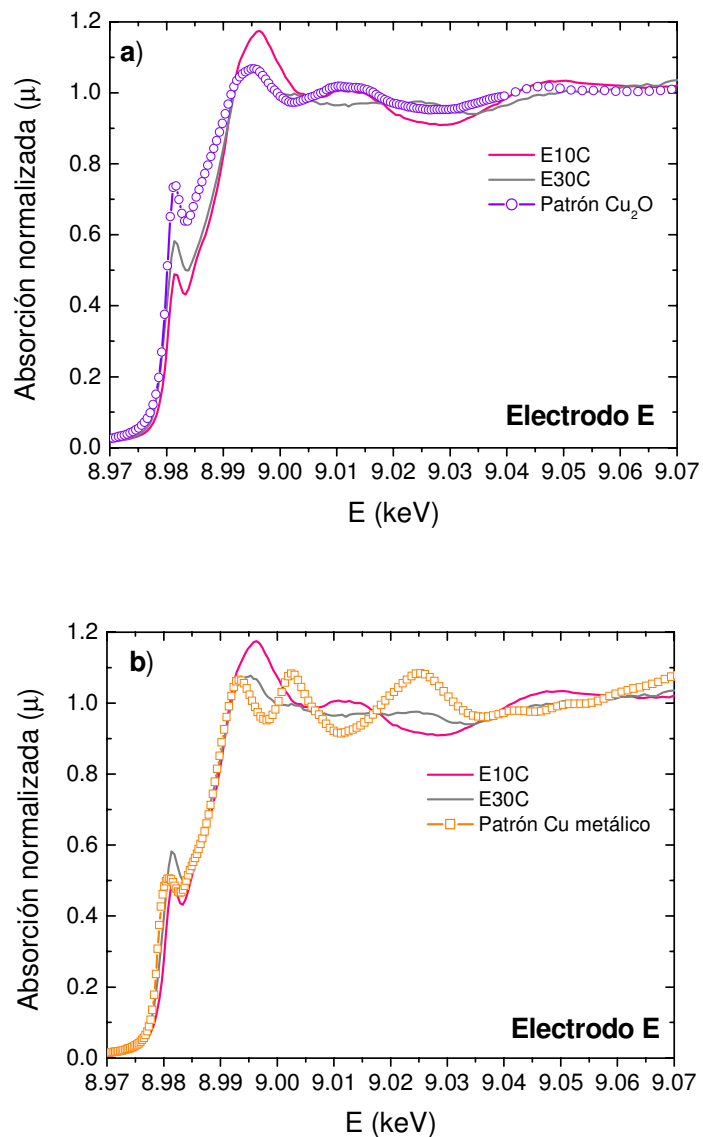 a)
Absorción normalizada (μ)
1.2
1.0
0.8
0.6
0.4
0.2
0.0
E10C
E30C
Patrón Cu₂O
Electrodo E
8.97 8.98 8.99 9.00 9.01 9.02 9.03 9.04 9.05 9.06 9.07
E (keV)
b)
Absorción normalizada (μ)
1.2
1.0
0.8
0.6
0.4
0.2
0.0
E10C
E30C
Patrón Cu metálico
Electrodo E
8.97 8.98 8.99 9.00 9.01 9.02 9.03 9.04 9.05 9.06 9.07
E (keV)